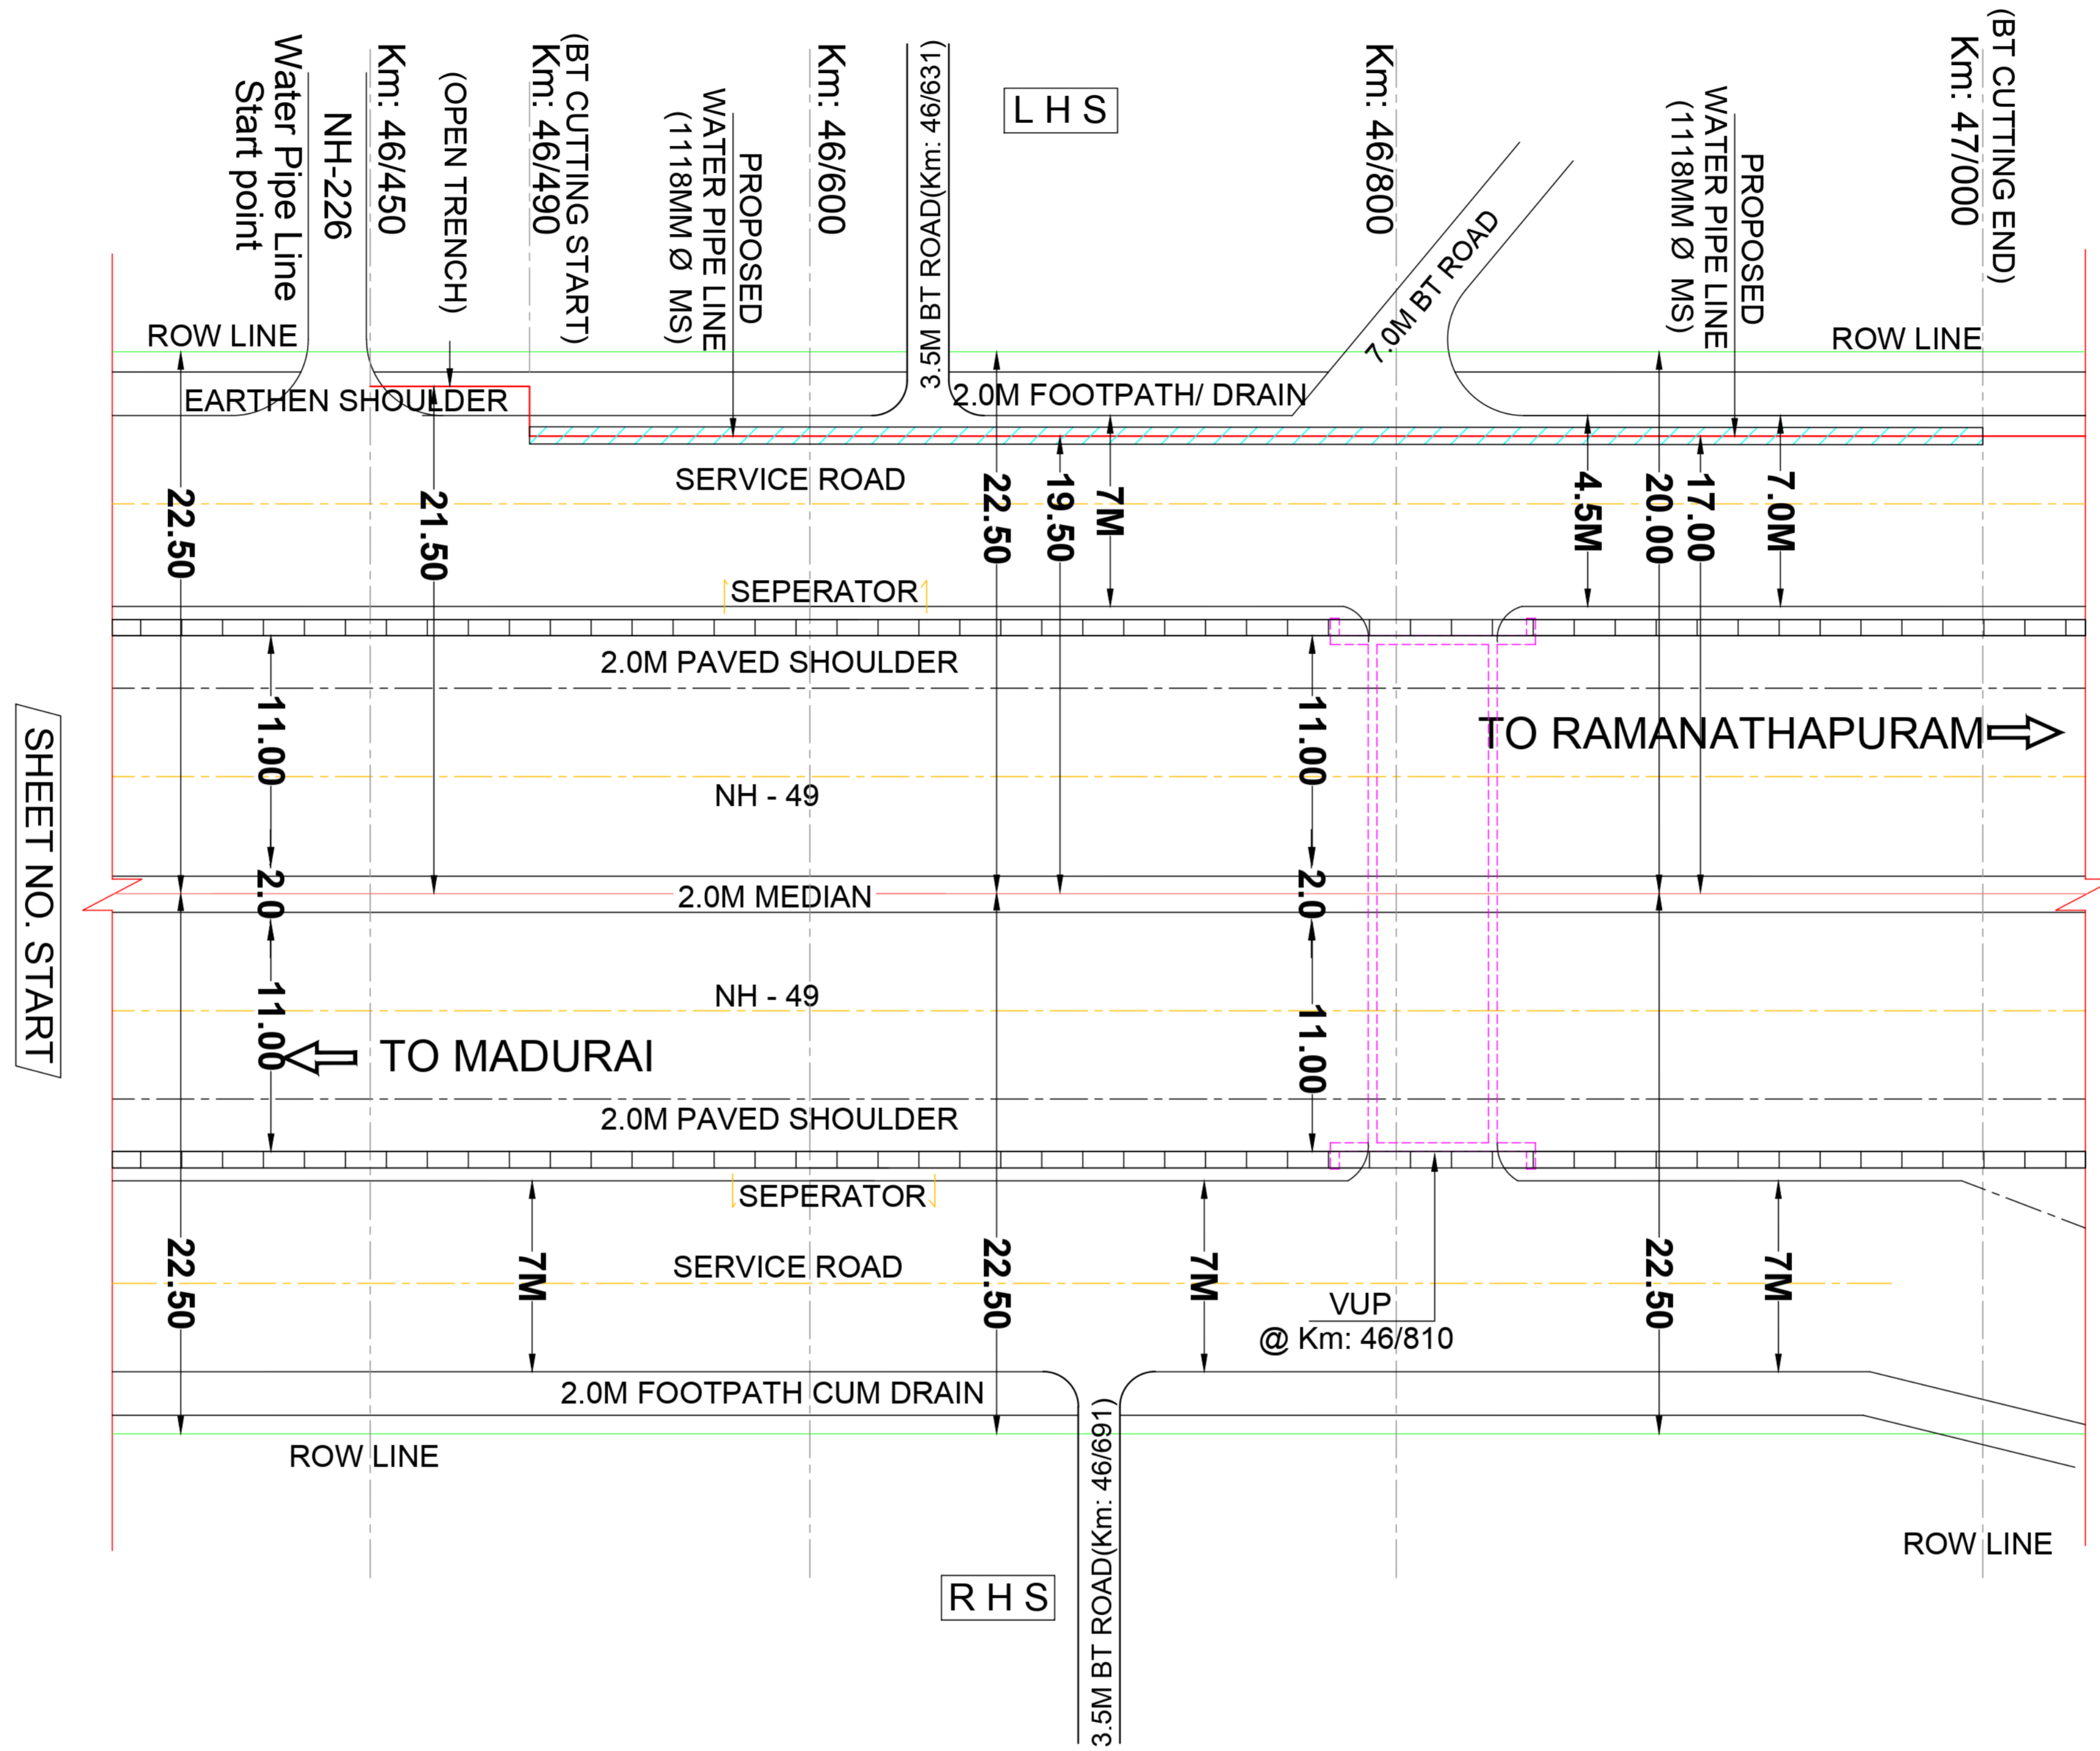 Water Pipe Line
Start point
NH-226
Km: 46/450
(OPEN TRENCH)
(BT CUTTING START)
Km: 46/490
PROPOSED
WATER PIPE LINE
(1118MM Ø MS)
Km: 46/600
3.5M BT ROAD(Km: 46/631)
L H S
Km: 46/800
7.0M BT ROAD
PROPOSED
WATER PIPE LINE
(1118MM Ø MS)
(BT CUTTING END)
Km: 47/000
ROW LINE
ROW LINE
EARTHEN SHOULDER
2.0M FOOTPATH/ DRAIN
SERVICE ROAD
22.50
21.50
22.50
19.50
7M
4.5M
20.00
17.00
7.0M
SEPERATOR
2.0M PAVED SHOULDER
11.00
11.00
TO RAMANATHAPURAM
NH - 49
SHEET NO. START
2.0
2.0M MEDIAN
2.0
NH - 49
11.00
11.00
TO MADURAI
2.0M PAVED SHOULDER
SEPERATOR
22.50
7M
SERVICE ROAD
22.50
7M
VUP
@ Km: 46/810
22.50
7M
2.0M FOOTPATH CUM DRAIN
ROW LINE
3.5M BT ROAD(Km: 46/691)
ROW LINE
R H S